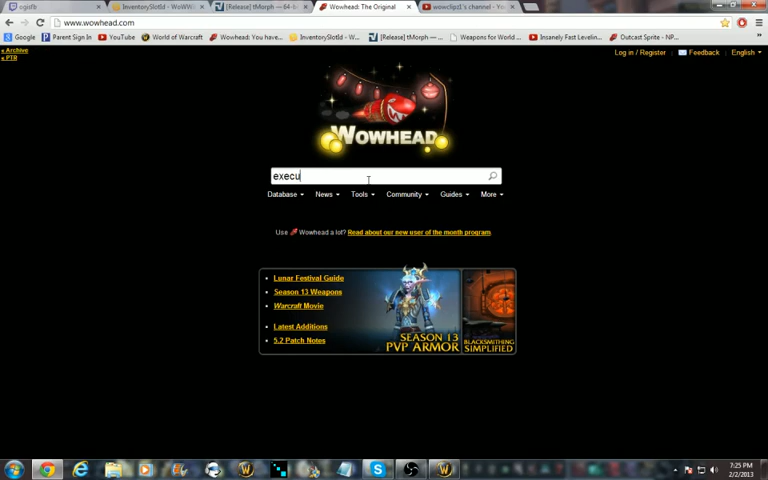 oginfb
InventorySlotId - WoWWi
[Release] tMorph — 64-b
Wowhead: The Original
wowclips1's channel - Yo
www.wowhead.com
Google
Parent Sign In
YouTube
World of Warcraft
Wowhead: You have...
InventorySlotId - Wo...
[Release] tMorph — ...
Weapons for World ...
Insanely Fast Levelin...
Outcast Sprite - NP...
« Archive
« PTR
Log in / Register
Feedback
English
WOWHEAD
execu
Database
News
Tools
Community
Guides
More
Use Wowhead a lot? Read about our new user of the month program.
Lunar Festival Guide
Season 13 Weapons
Warcraft Movie
Latest Additions
5.2 Patch Notes
SEASON 13
PVP ARMOR
BLACKSMITHING
SIMPLIFIED
7:25 PM
2/2/2013